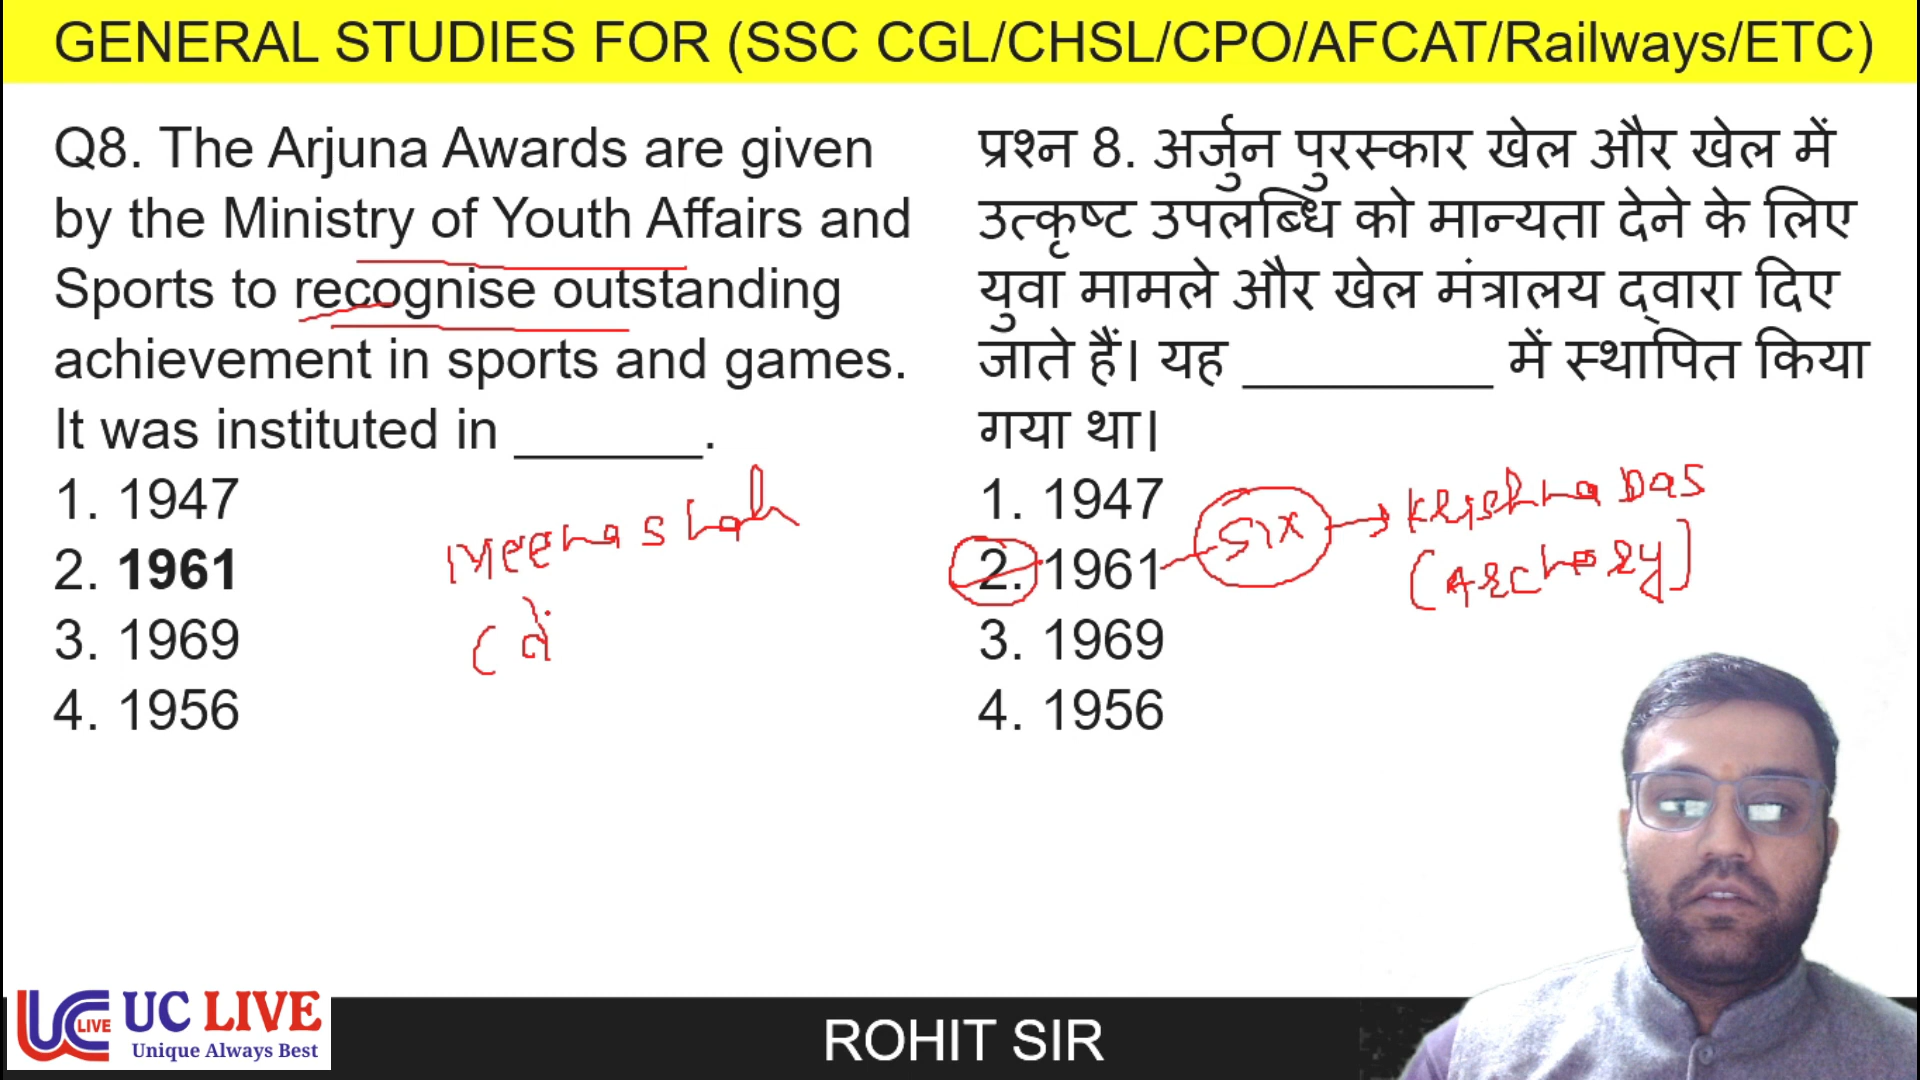 GENERAL STUDIES FOR (SSC CGL/CHSL/CPO/AFCAT/Railways/ETC)
Q8. The Arjuna Awards are given
by the Ministry of Youth Affairs and
Sports to recognise outstanding
achievement in sports and games.
It was instituted in _______.
1. 1947
2. 1961
3. 1969
4. 1956
Meena Shah
(d
प्रश्न 8. अर्जुन पुरस्कार खेल और खेल में
उत्कृष्ट उपलब्धि को मान्यता देने के लिए
युवा मामले और खेल मंत्रालय द्वारा दिए
जाते हैं। यह _________ में स्थापित किया
गया था।
1. 1947
2. 1961
3. 1969
4. 1956
Six
Krishna Das
(Archery)
LIVE
UC LIVE
Unique Always Best
ROHIT SIR